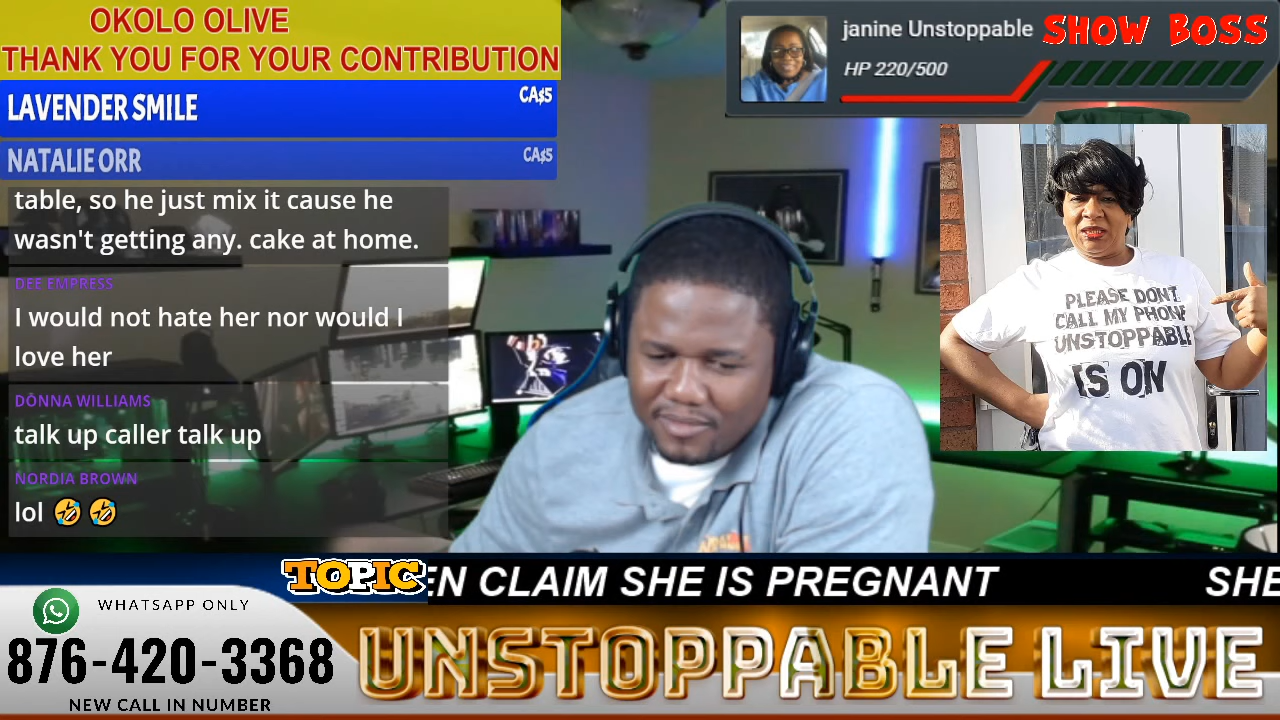 OKOLO OLIVE
THANK YOU FOR YOUR CONTRIBUTION
LAVENDER SMILE
CA$5
NATALIE ORR
CA$5
table, so he just mix it cause he
wasn't getting any. cake at home.
DEE EMPRESS
I would not hate her nor would I
love her
DONNA WILLIAMS
talk up caller talk up
NORDIA BROWN
lol 🤣 🤣
janine Unstoppable
SHOW BOSS
HP 220/500
PLEASE DONT
CALL MY PHONE
UNSTOPPABLE
IS ON
TOPIC
EN CLAIM SHE IS PREGNANT
SHE
WHATSAPP ONLY
876-420-3368
NEW CALL IN NUMBER
UNSTOPPABLE LIVE